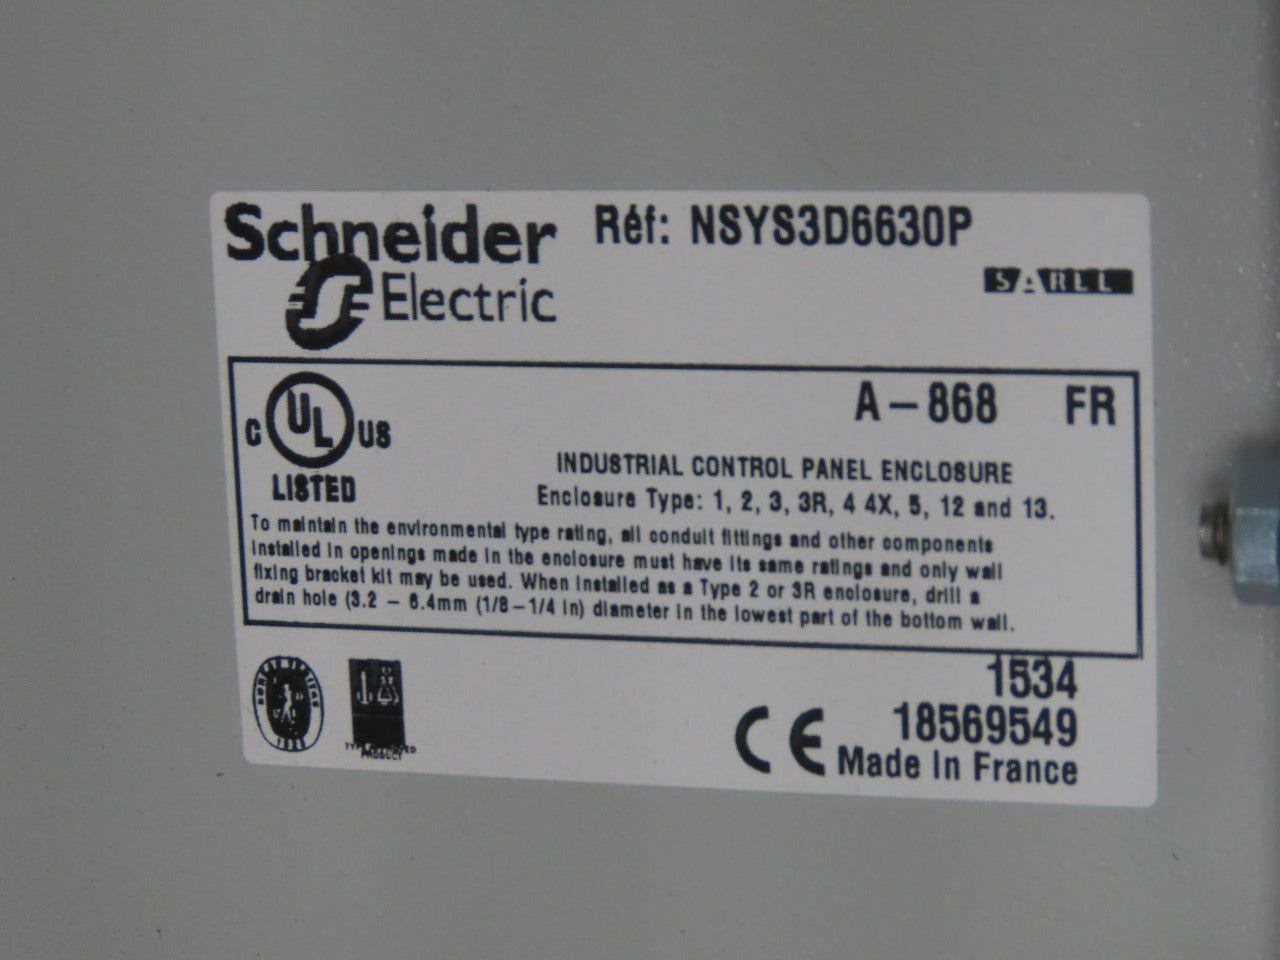 Schneider
Electric
Réf: NSYS3D6630P
SAREL
C UL US
LISTED
A-868 FR
INDUSTRIAL CONTROL PANEL ENCLOSURE
Enclosure Type: 1, 2, 3, 3R, 4 4X, 5, 12 and 13.
To maintain the environmental type rating, all conduit fittings and other components
installed in openings made in the enclosure must have its same ratings and only wall
fixing bracket kit may be used. When installed as a Type 2 or 3R enclosure, drill a
drain hole (3.2 – 6.4mm (1/8–1/4 in) diameter in the lowest part of the bottom wall.
1828
PRODUCT
1534
18569549
CE Made in France